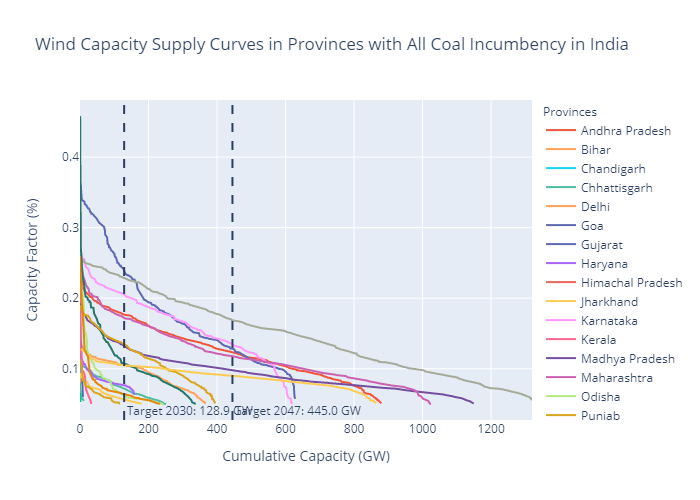 Wind Capacity Supply Curves in Provinces with All Coal Incumbency in India
Provinces
Andhra Pradesh
Bihar
Chandigarh
Chhattisgarh
Delhi
Goa
Gujarat
Haryana
Himachal Pradesh
Jharkhand
Karnataka
Kerala
Madhya Pradesh
Maharashtra
Odisha
Punjab
Capacity Factor (%)
0.4
0.3
0.2
0.1
Target 2030: 128.9 GW
Target 2047: 445.0 GW
0 200 400 600 800 1000 1200
Cumulative Capacity (GW)